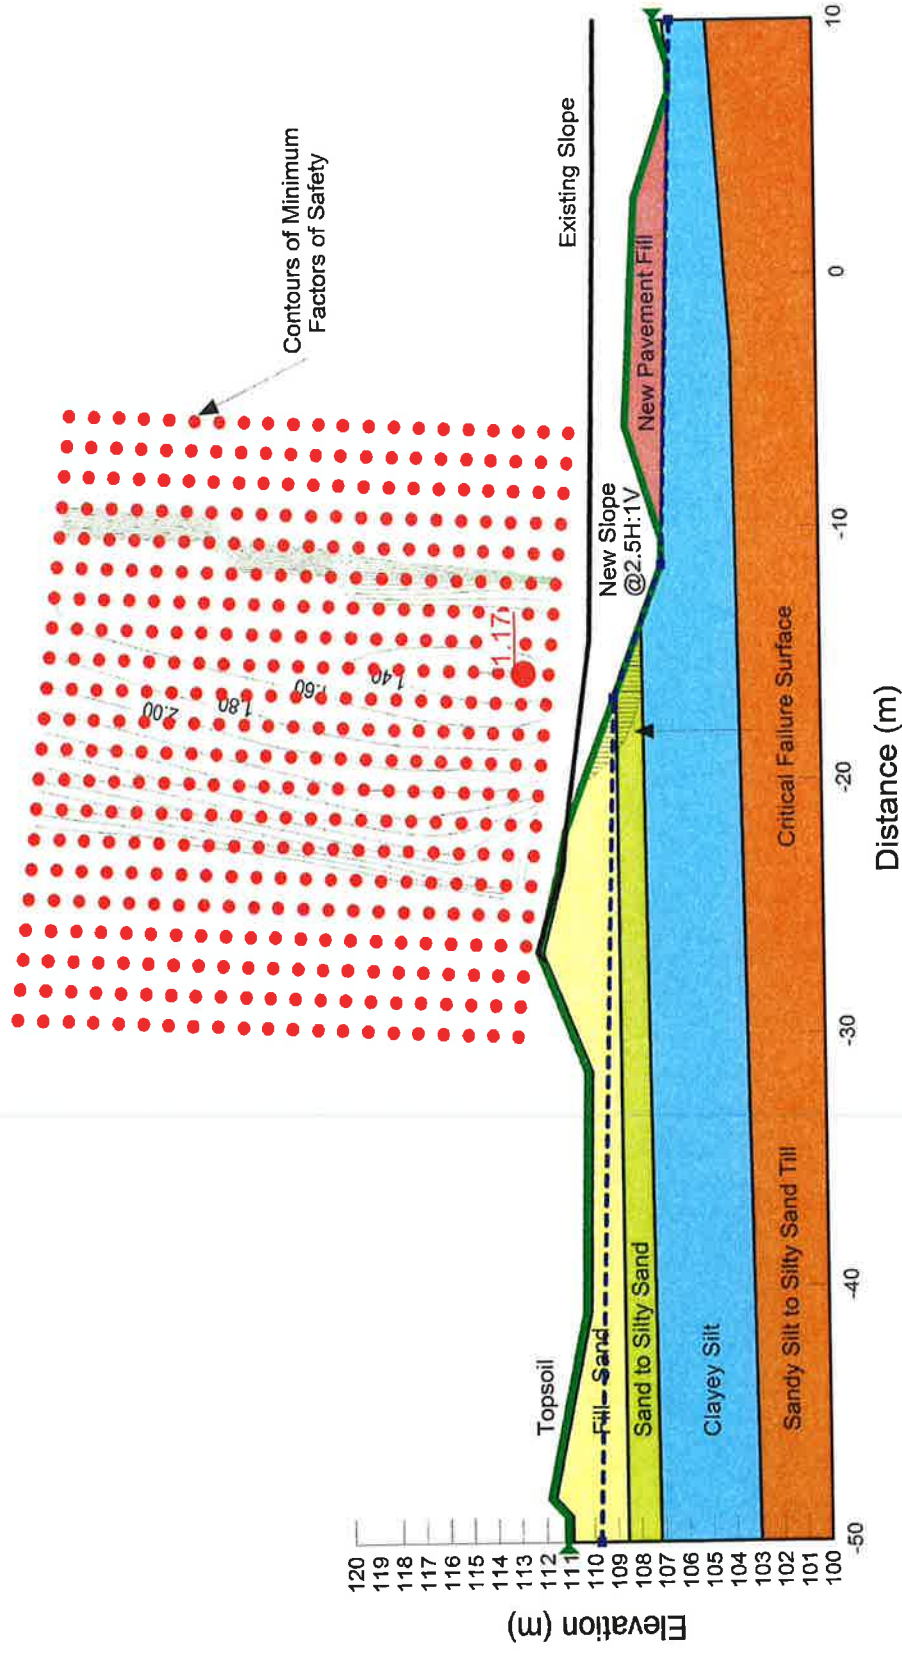 Contours of Minimum
Factors of Safety
Existing Slope
New Slope
@2.5H:1V
New Pavement Fill
1.17
1.40
1.60
1.80
2.00
Topsoil
Fill - Sand
Sand to Silty Sand
Clayey Silt
Sandy Silt to Silty Sand Till
Critical Failure Surface
Elevation (m)
120
119
118
117
116
115
114
113
112
111
110
109
108
107
106
105
104
103
102
101
100
-50
-40
-30
-20
-10
0
10
Distance (m)